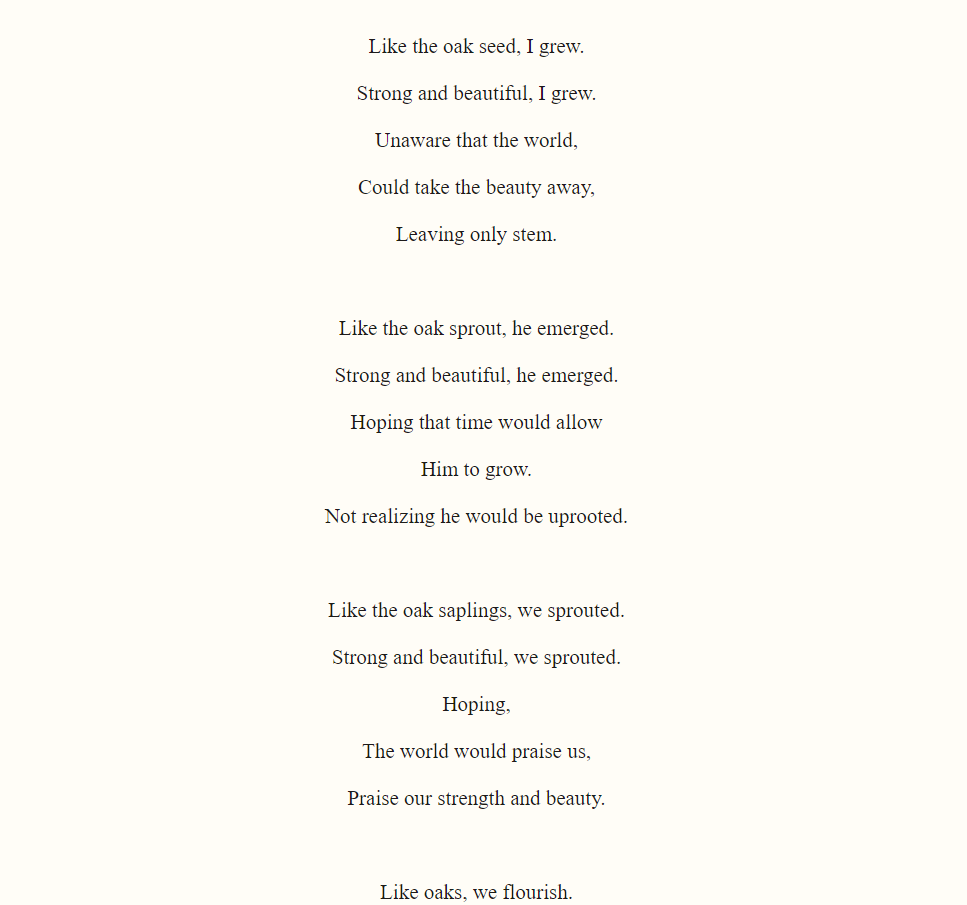 Like the oak seed, I grew.
Strong and beautiful, I grew.
Unaware that the world,
Could take the beauty away,
Leaving only stem.
Like the oak sprout, he emerged.
Strong and beautiful, he emerged.
Hoping that time would allow
Him to grow.
Not realizing he would be uprooted.
Like the oak saplings, we sprouted.
Strong and beautiful, we sprouted.
Hoping,
The world would praise us,
Praise our strength and beauty.
Like oaks, we flourish.